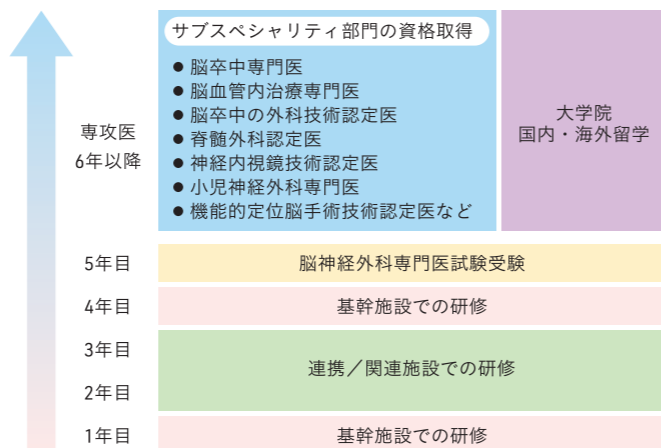 サブスペシャリティ部門の資格取得
● 脳卒中専門医
● 脳血管内治療専門医
● 脳卒中の外科技術認定医
● 脊髄外科認定医
● 神経内視鏡技術認定医
● 小児神経外科専門医
● 機能的定位脳手術技術認定医など
大学院
国内・海外留学
専攻医
6年以降
5年目
脳神経外科専門医試験受験
4年目
基幹施設での研修
3年目
連携／関連施設での研修
2年目
1年目
基幹施設での研修